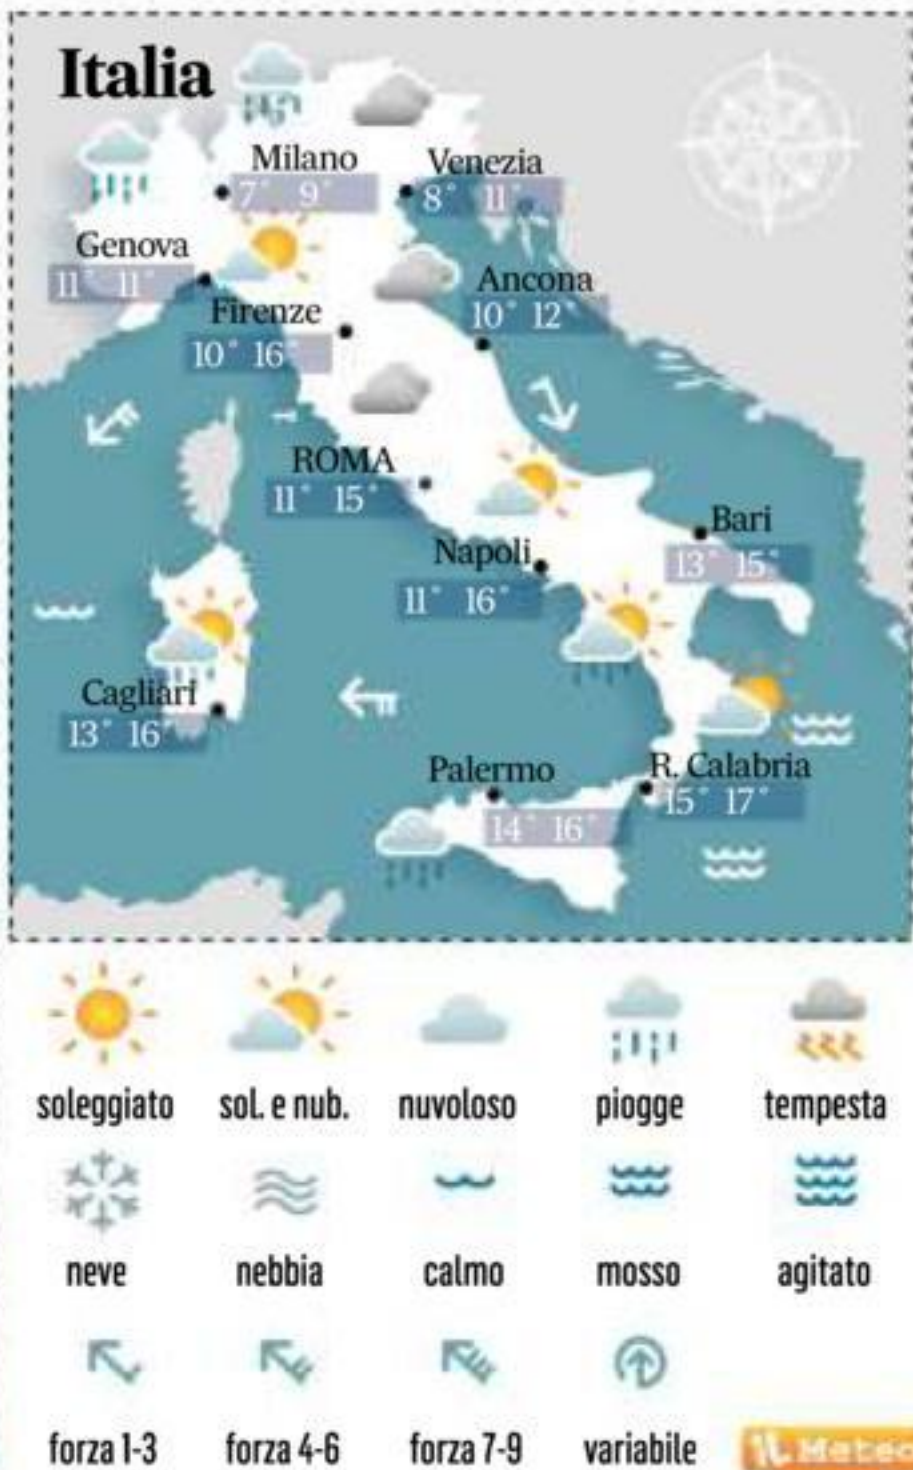 Italia
Milano
7° 9°
Venezia
8° 11°
Genova
11° 11°
Ancona
10° 12°
Firenze
10° 16°
ROMA
11° 15°
Bari
13° 15°
Napoli
11° 16°
Cagliari
13° 16°
Palermo
14° 16°
R. Calabria
15° 17°
soleggiato sol. e nub. nuvoloso piogge tempesta
neve nebbia calmo mosso agitato
forza 1-3 forza 4-6 forza 7-9 variabile
iL Meteo